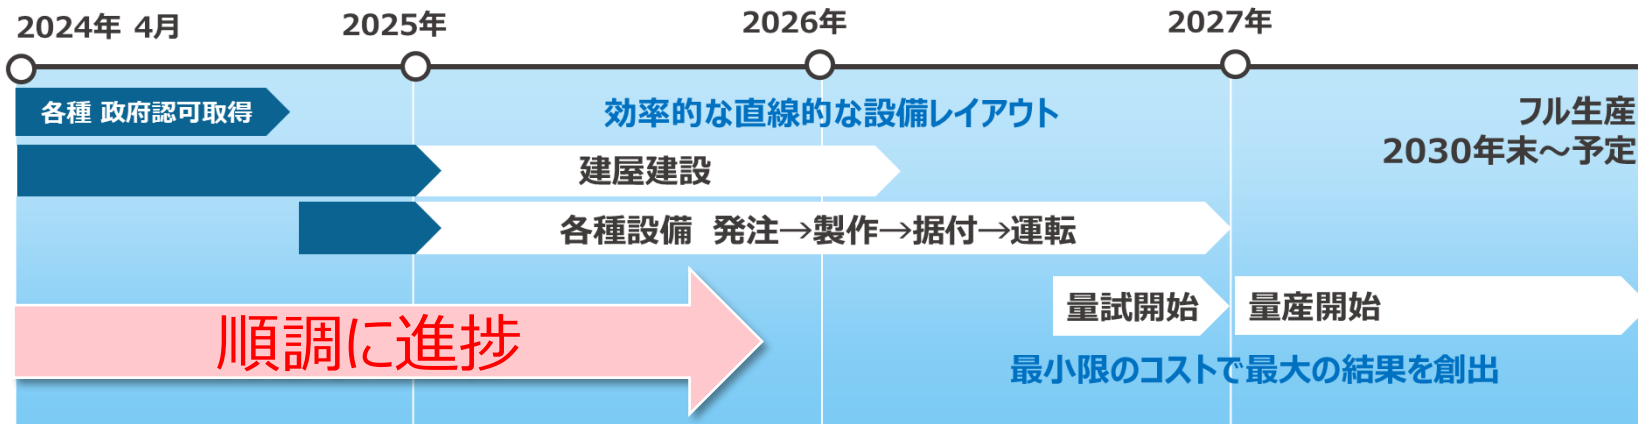 2024年 4月
2025年
2026年
2027年
各種 政府認可取得
効率的な直線的な設備レイアウト
フル生産
2030年末～予定
建屋建設
各種設備 発注→製作→据付→運転
量試開始
量産開始
順調に進捗
最小限のコストで最大の結果を創出